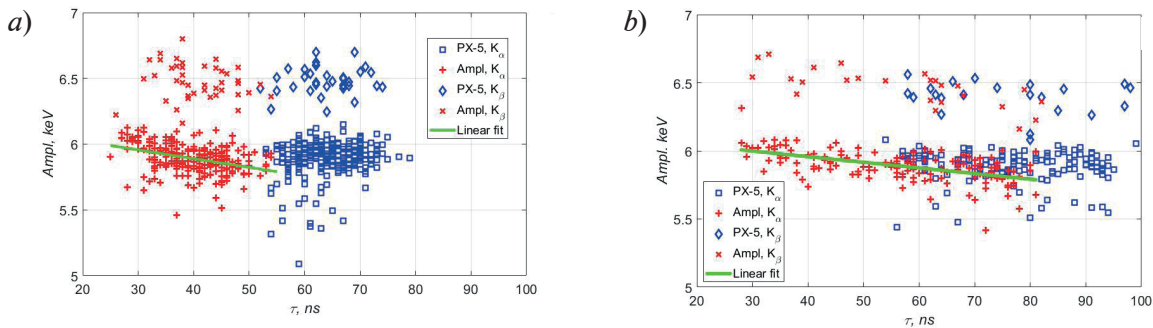 a)
Ampl, keV
7
6.5
6
5.5
5
20 30 40 50 60 70 80 90 100
τ, ns
PX-5, Kα
Ampl, Kα
PX-5, Kβ
Ampl, Kβ
Linear fit
b)
Ampl. keV
7
6.5
6
5.5
5
20 30 40 50 60 70 80 90 100
τ, ns
PX-5, Kα
Ampl, Kα
PX-5, Kβ
Ampl, Kβ
Linear fit